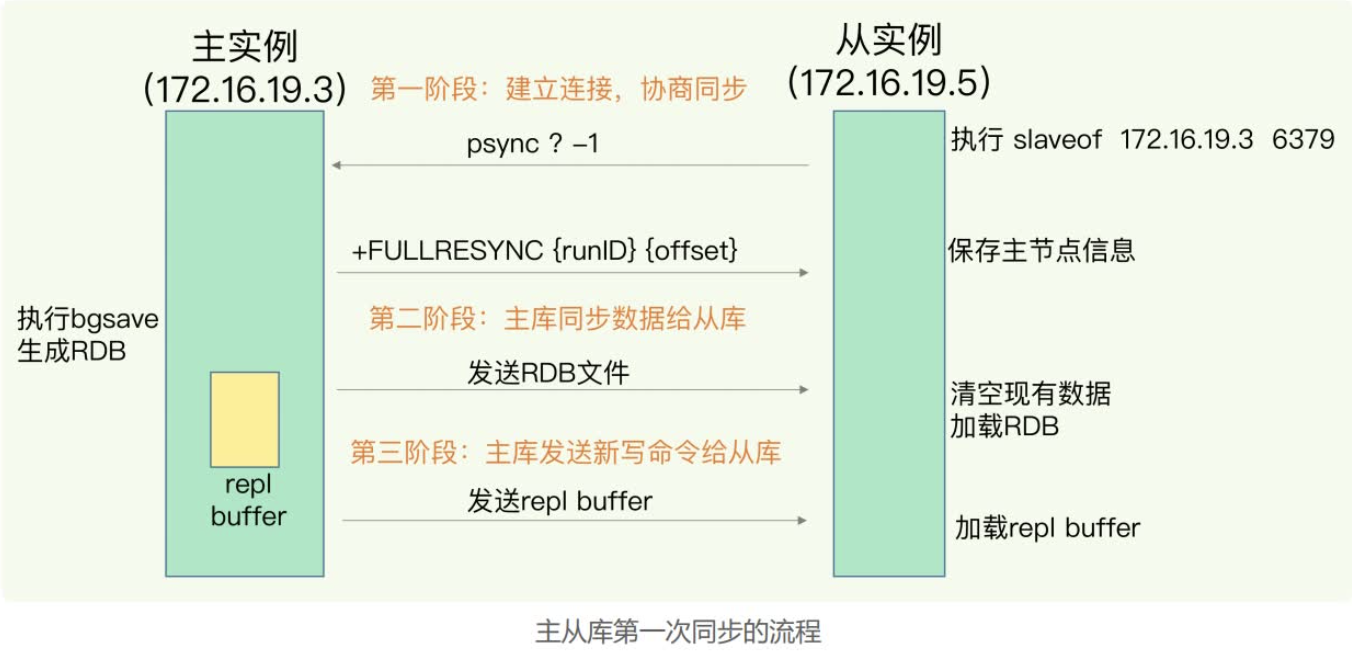 主实例
(172.16.19.3)
从实例
(172.16.19.5)
第一阶段：建立连接，协商同步
执行 slaveof 172.16.19.3 6379
psync ? -1
+FULLRESYNC {runID} {offset}
保存主节点信息
执行bgsave
生成RDB
第二阶段：主库同步数据给从库
发送RDB文件
清空现有数据
加载RDB
第三阶段：主库发送新写命令给从库
repl
buffer
发送repl buffer
加载repl buffer
主从库第一次同步的流程